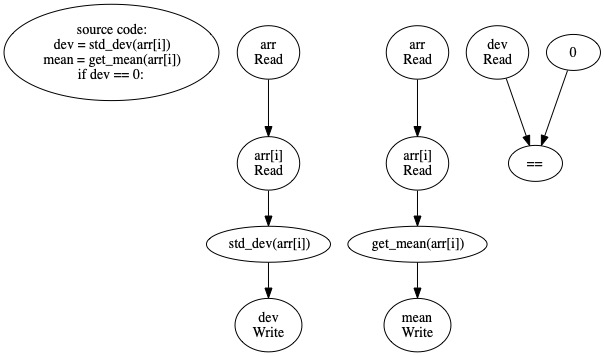 source code:
dev = std_dev(arr[i])
mean = get_mean(arr[i])
if dev == 0:
arr
Read
arr
Read
dev
Read
0
arr[i]
Read
arr[i]
Read
==
std_dev(arr[i])
get_mean(arr[i])
dev
Write
mean
Write